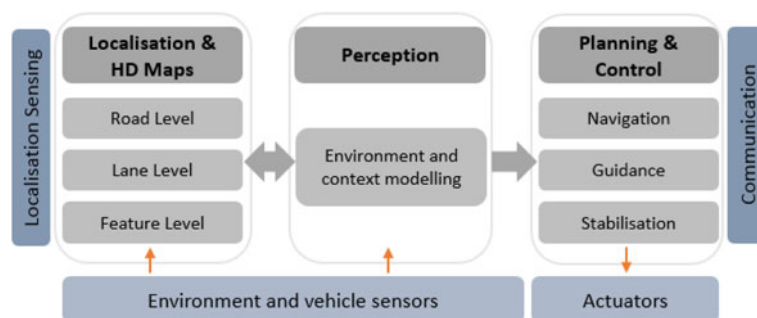 Localisation Sensing
Localisation &
HD Maps
Road Level
Lane Level
Feature Level
Perception
Environment and
context modelling
Planning &
Control
Navigation
Guidance
Stabilisation
Communication
Environment and vehicle sensors
Actuators